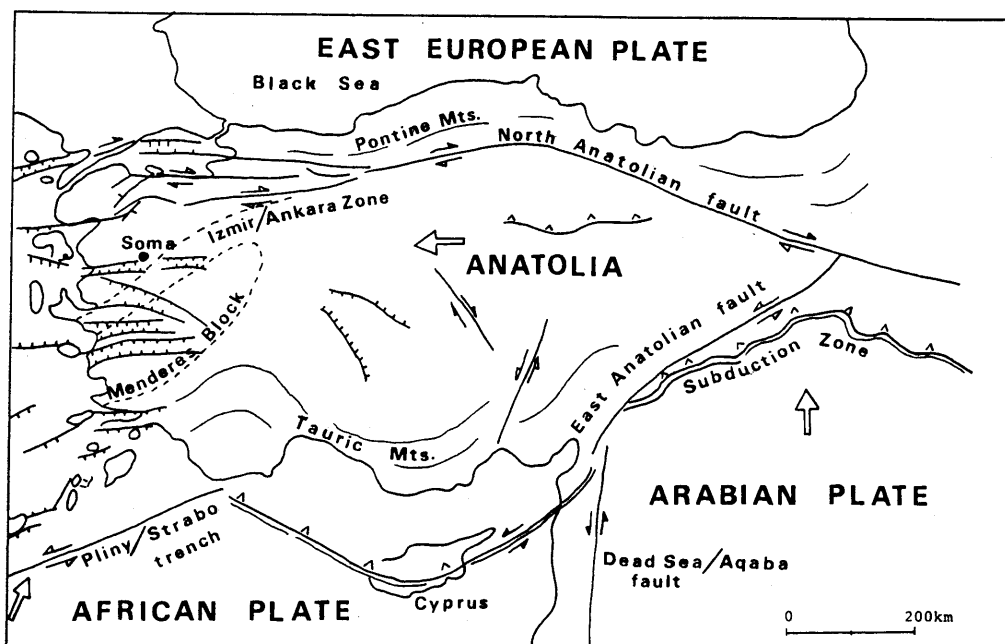 EAST EUROPEAN PLATE
Black Sea
Pontine Mts.
North Anatolian fault
Izmir/Ankara Zone
Soma
ANATOLIA
Menderes Block
East Anatolian fault
Subduction Zone
Tauric Mts.
ARABIAN PLATE
Pliny/Strabo
trench
Dead Sea/Aqaba
fault
AFRICAN PLATE
Cyprus
0 200km